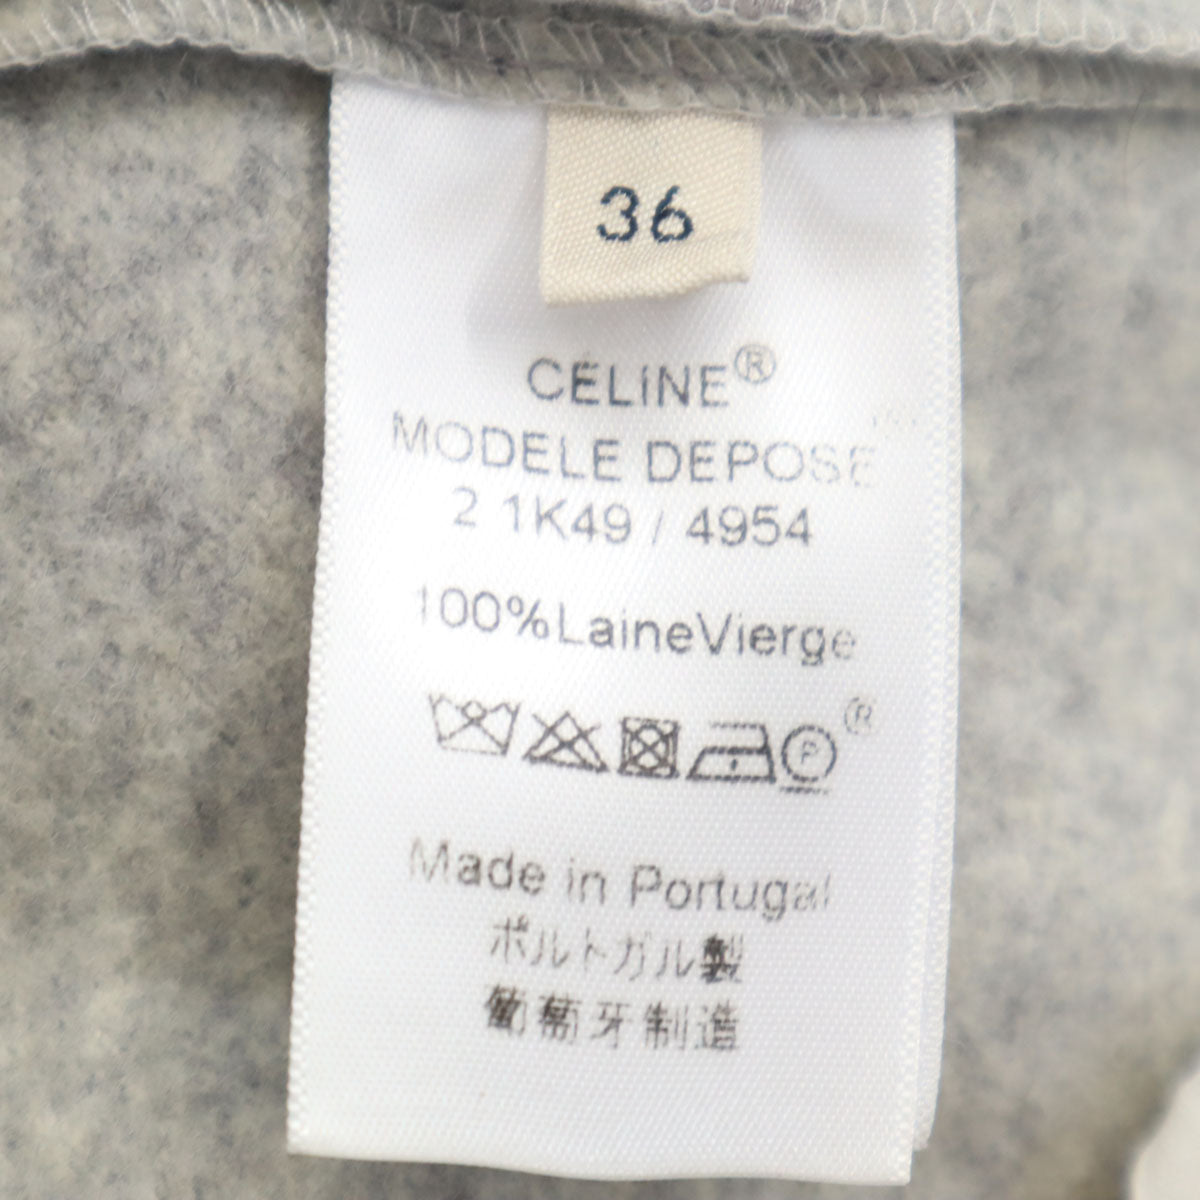 36
CELINE®
MODELE DEPOSE
2 1K49 / 4954
100%LaineVierge
P
®
Made in Portugal
ポルトガル製
葡萄牙制造